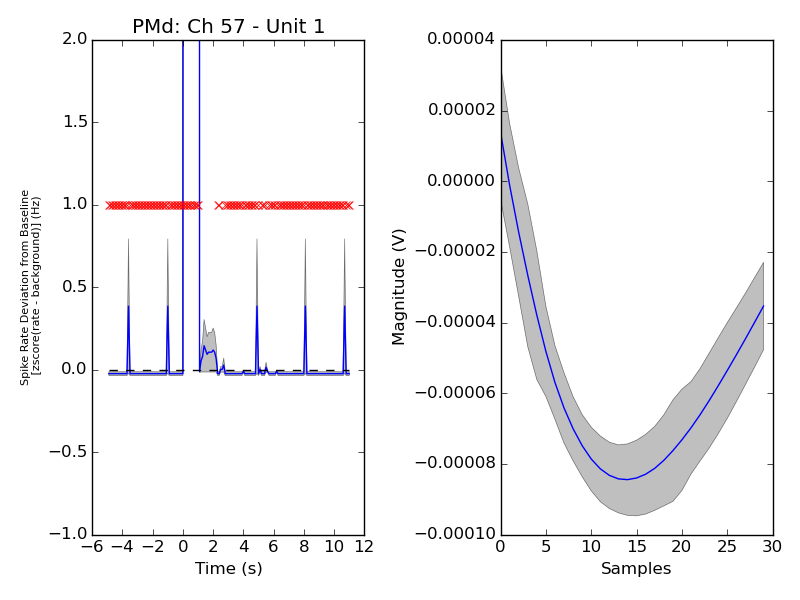 PMd: Ch 57 - Unit 1
2.0
1.5
1.0
0.5
0.0
−0.5
−1.0
−6 −4 −2 0 2 4 6 8 10 12
Time (s)
Spike Rate Deviation from Baseline
[zscore(rate - background)] (Hz)
0.00004
0.00002
0.00000
−0.00002
−0.00004
−0.00006
−0.00008
−0.00010
0 5 10 15 20 25 30
Samples
Magnitude (V)